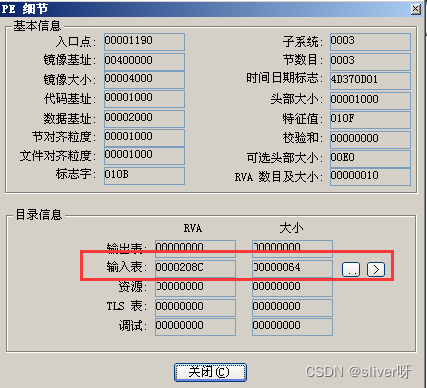 PE 细节
基本信息
入口点: 00001190 子系统: 0003
镜像基址: 00400000 节数目: 0003
镜像大小: 00004000 时间日期标志: 4D370D01
代码基址: 00001000 头部大小: 00001000
数据基址: 00002000 特征值: 010F
节对齐粒度: 00001000 校验和: 00000000
文件对齐粒度: 00001000 可选头部大小: 00E0
标志字: 010B RVA 数目及大小: 00000010
目录信息
RVA 大小
输出表: 00000000 00000000
输入表: 0000208C 00000064 .. >
资源: 00000000 00000000
TLS 表: 00000000 00000000
调试: 00000000 00000000
关闭(C)
CSDN @sliver呀